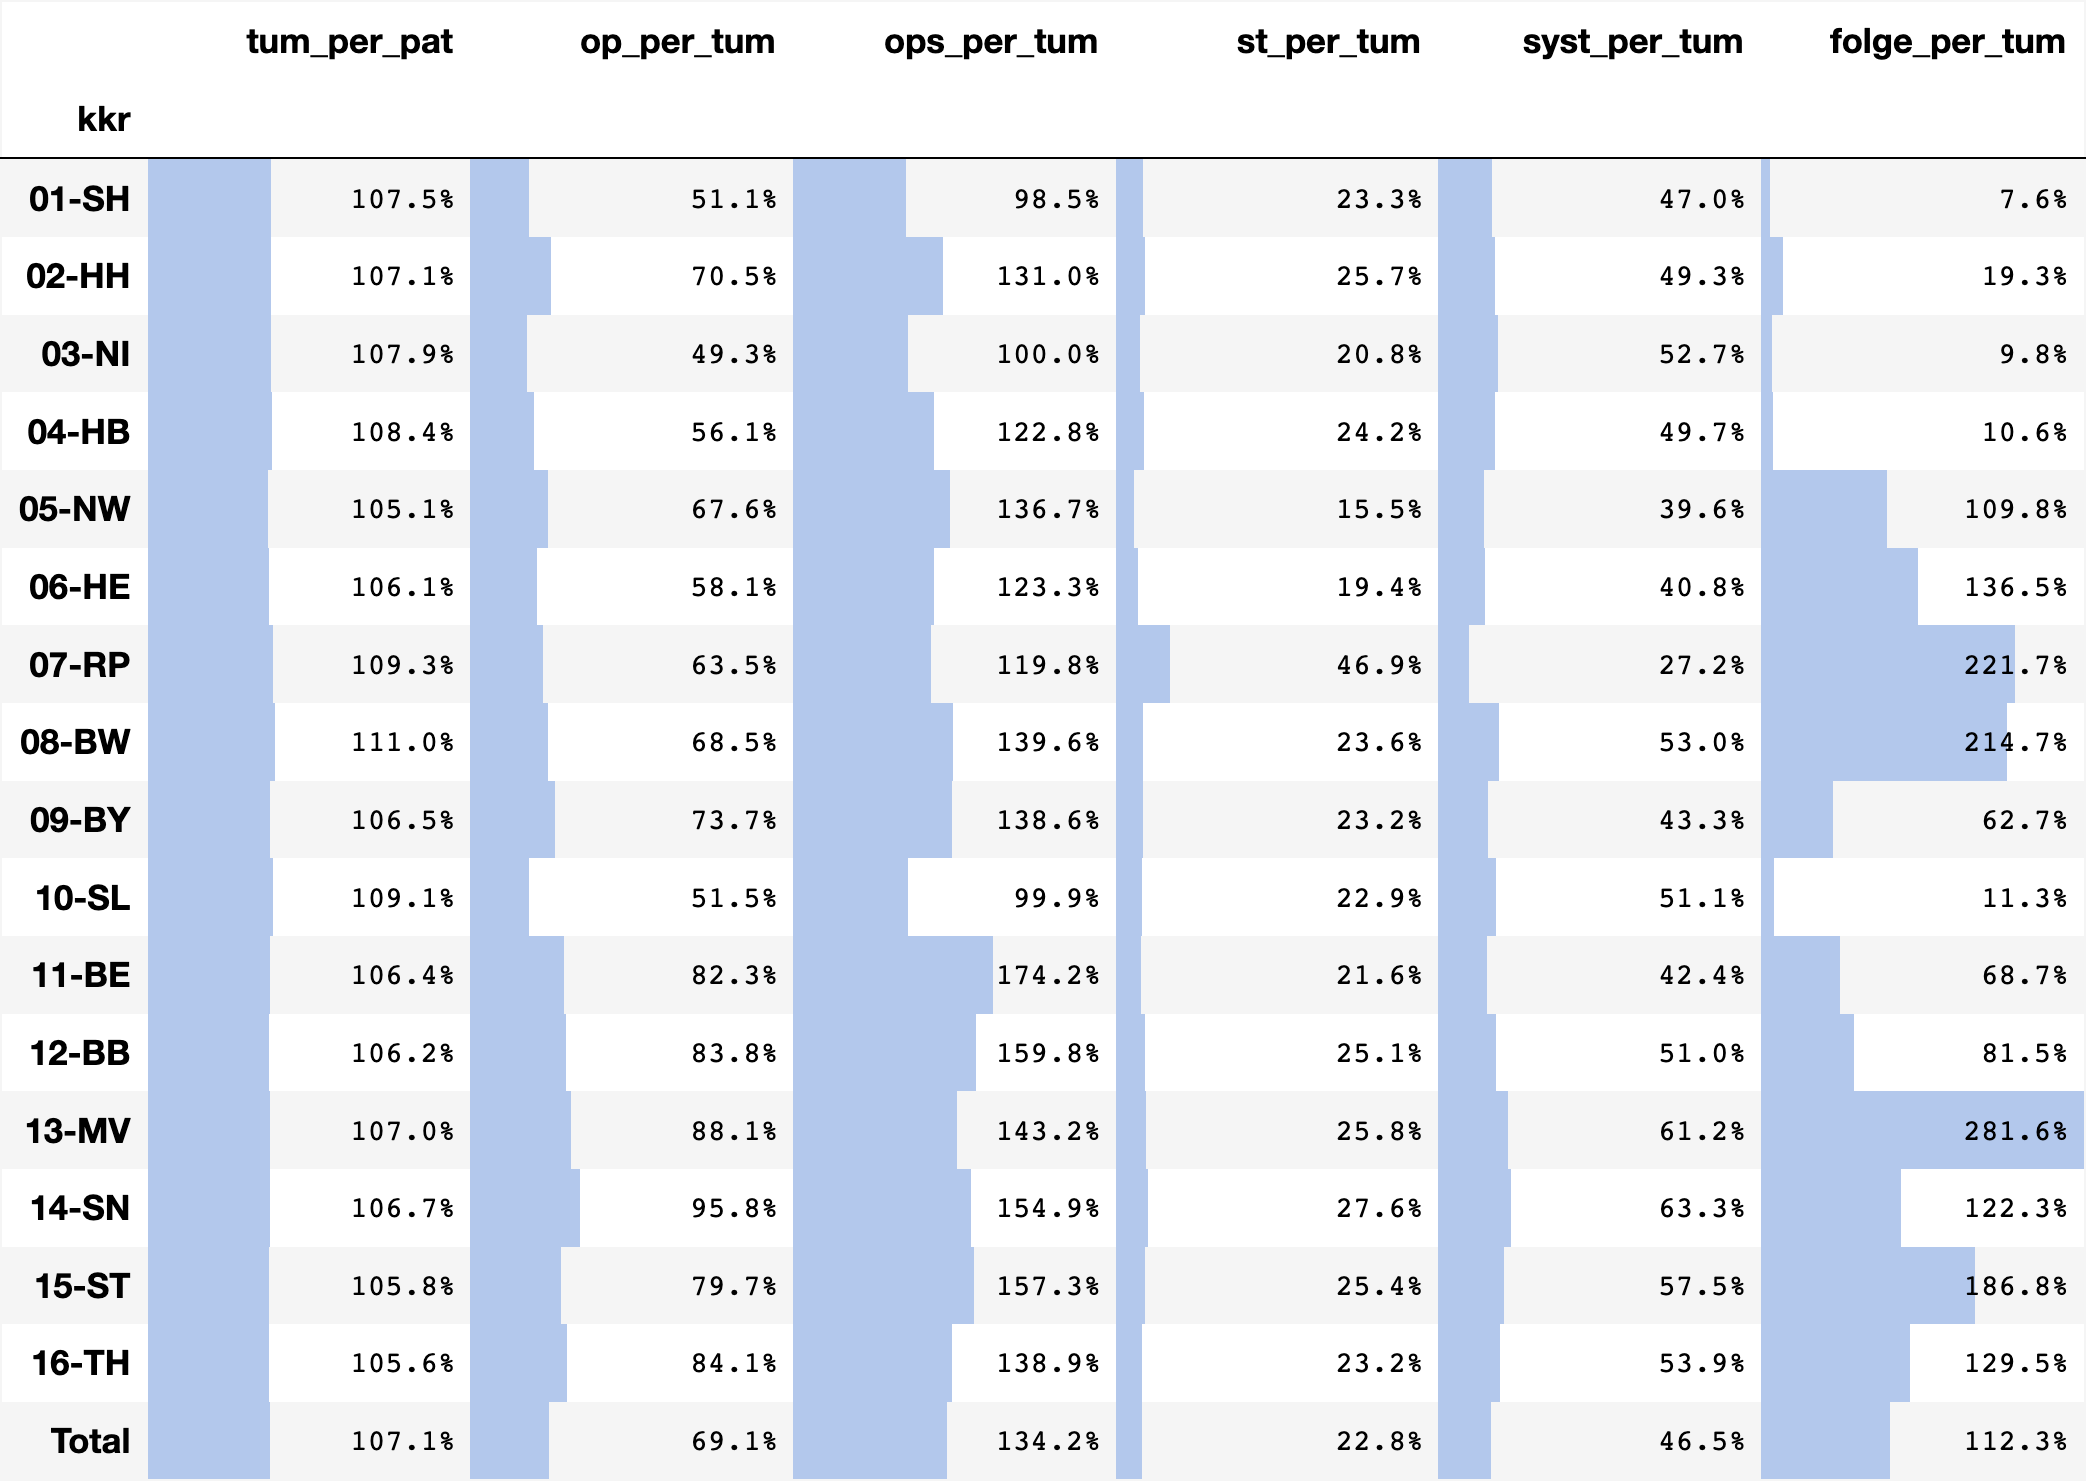 tum_per_pat op_per_tum ops_per_tum st_per_tum syst_per_tum folge_per_tum
kkr
01-SH 107.5% 51.1% 98.5% 23.3% 47.0% 7.6%
02-HH 107.1% 70.5% 131.0% 25.7% 49.3% 19.3%
03-NI 107.9% 49.3% 100.0% 20.8% 52.7% 9.8%
04-HB 108.4% 56.1% 122.8% 24.2% 49.7% 10.6%
05-NW 105.1% 67.6% 136.7% 15.5% 39.6% 109.8%
06-HE 106.1% 58.1% 123.3% 19.4% 40.8% 136.5%
07-RP 109.3% 63.5% 119.8% 46.9% 27.2% 221.7%
08-BW 111.0% 68.5% 139.6% 23.6% 53.0% 214.7%
09-BY 106.5% 73.7% 138.6% 23.2% 43.3% 62.7%
10-SL 109.1% 51.5% 99.9% 22.9% 51.1% 11.3%
11-BE 106.4% 82.3% 174.2% 21.6% 42.4% 68.7%
12-BB 106.2% 83.8% 159.8% 25.1% 51.0% 81.5%
13-MV 107.0% 88.1% 143.2% 25.8% 61.2% 281.6%
14-SN 106.7% 95.8% 154.9% 27.6% 63.3% 122.3%
15-ST 105.8% 79.7% 157.3% 25.4% 57.5% 186.8%
16-TH 105.6% 84.1% 138.9% 23.2% 53.9% 129.5%
Total 107.1% 69.1% 134.2% 22.8% 46.5% 112.3%